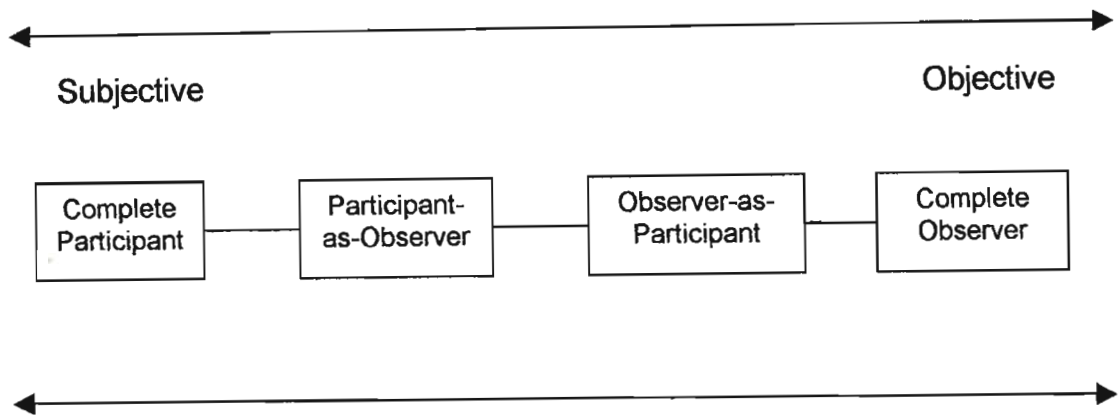 Subjective
Objective
Complete
Participant
Participant-
as-Observer
Observer-as-
Participant
Complete
Observer